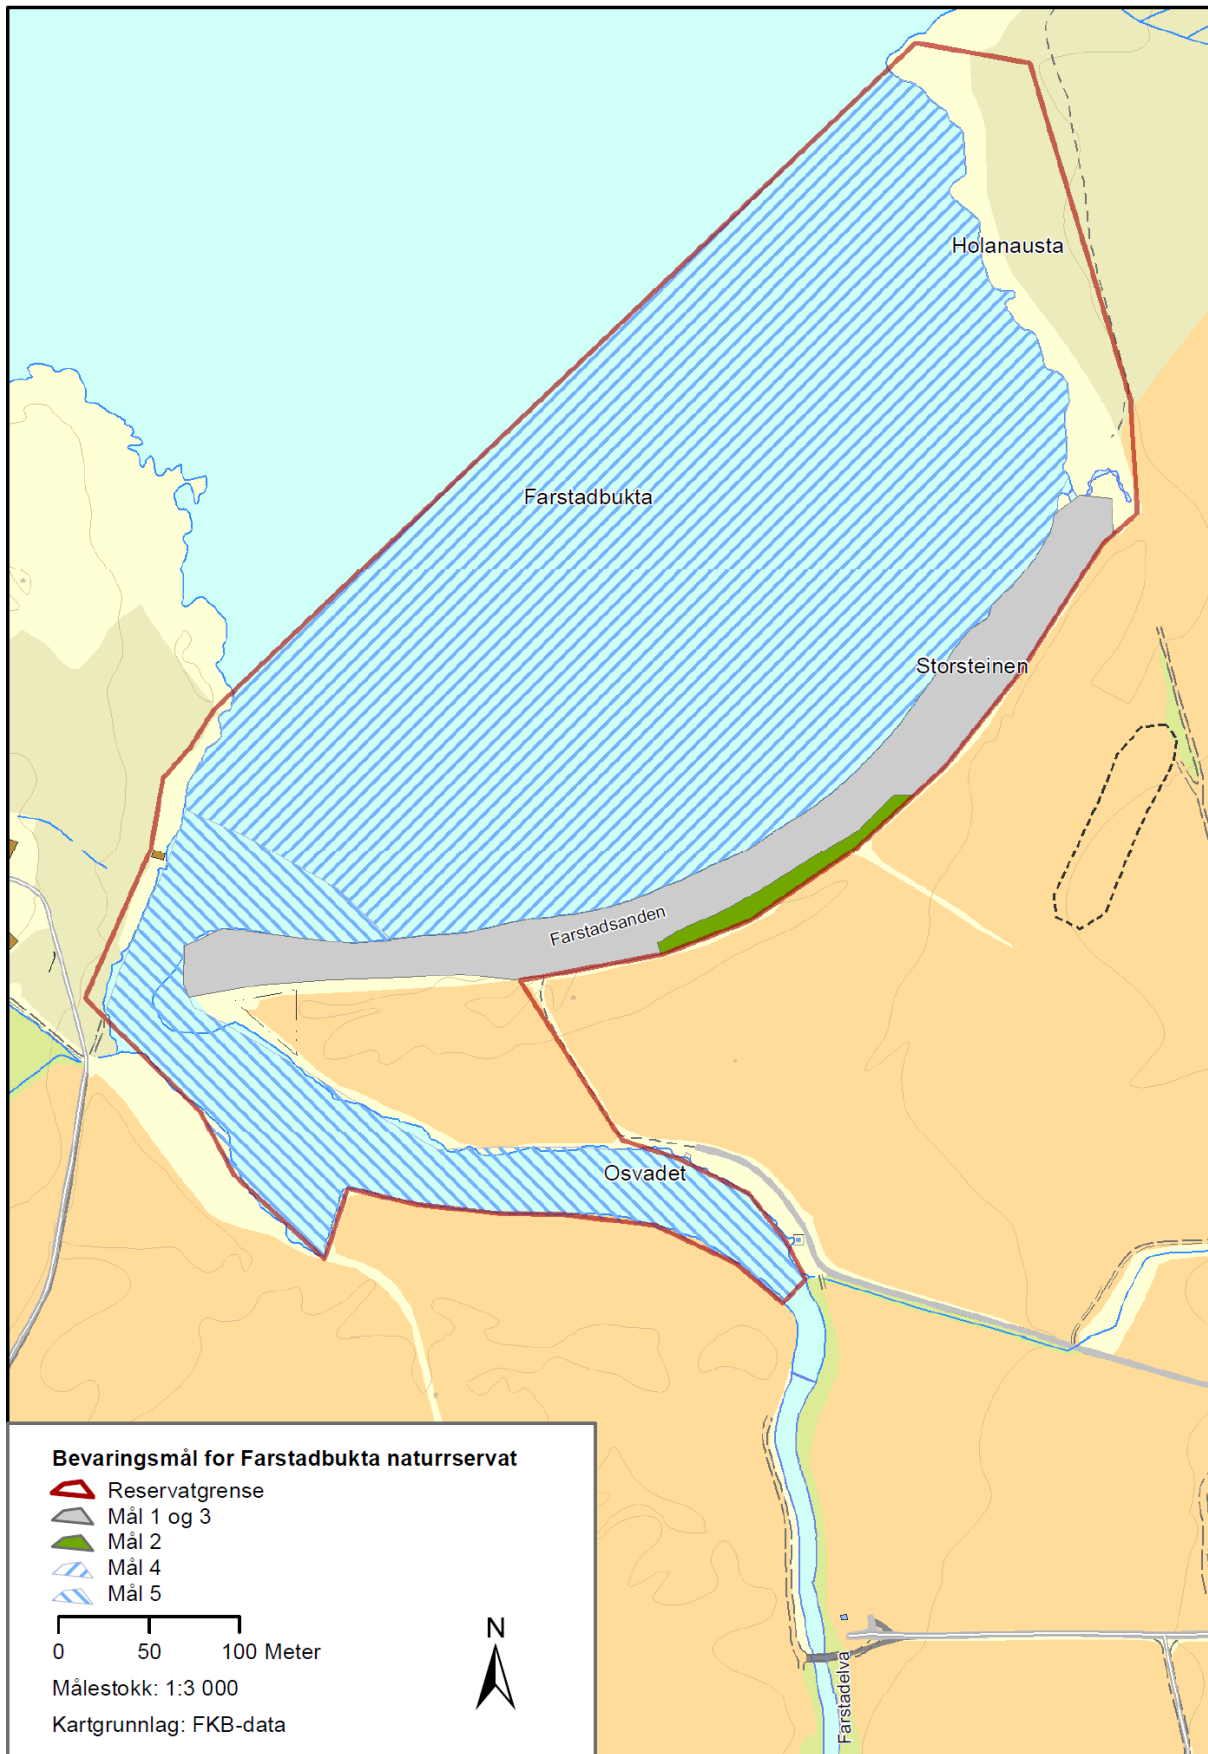 Holanausta
Farstadbukta
Storsteinen
Farstadsanden
Osvadet
Bevaringsmål for Farstadbukta naturrservat
Reservatgrense
Mål 1 og 3
Mål 2
Mål 4
Mål 5
0 50 100 Meter
N
Målestokk: 1:3 000
Kartgrunnlag: FKB-data
Farstadelva